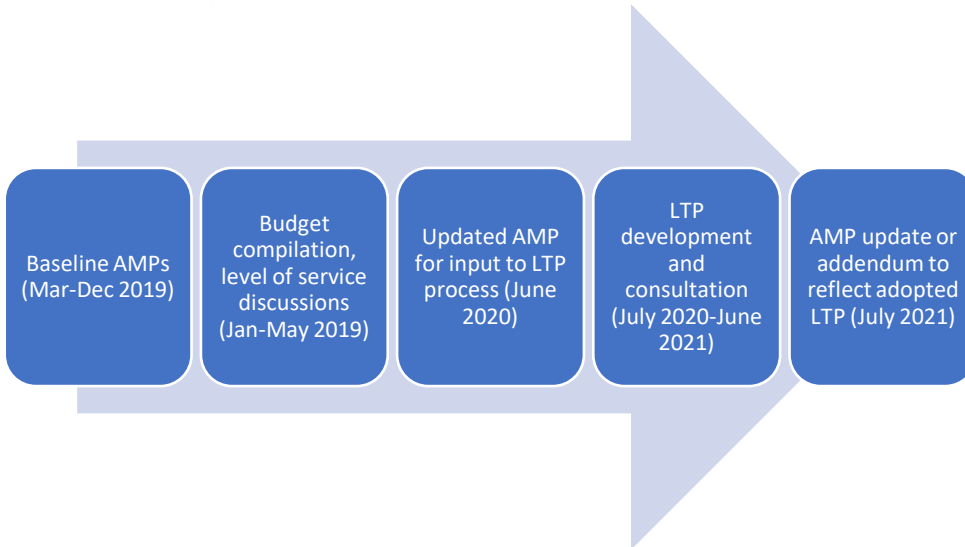 Baseline AMPs
(Mar-Dec 2019)
Budget
compilation,
level of service
discussions
(Jan-May 2019)
Updated AMP
for input to LTP
process (June
2020)
LTP
development
and
consultation
(July 2020-June
2021)
AMP update or
addendum to
reflect adopted
LTP (July 2021)